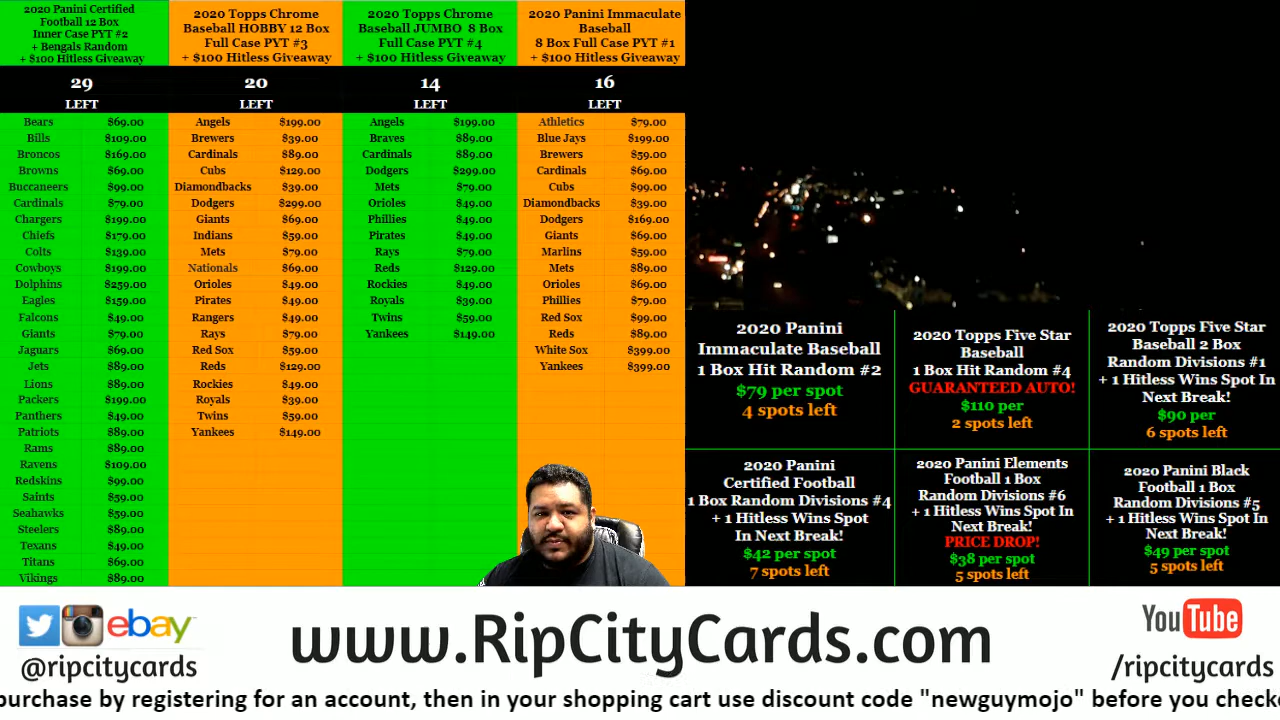 2020 Panini Certified
Football 12 Box
Inner Case PYT #2
+ Bengals Random
+ $100 Hitless Giveaway
29
LEFT
Bears $69.00
Bills $109.00
Broncos $169.00
Browns $69.00
Buccaneers $99.00
Cardinals $79.00
Chargers $199.00
Chiefs $179.00
Colts $139.00
Cowboys $199.00
Dolphins $259.00
Eagles $159.00
Falcons $49.00
Giants $79.00
Jaguars $69.00
Jets $89.00
Lions $89.00
Packers $199.00
Panthers $49.00
Patriots $89.00
Rams $89.00
Ravens $109.00
Redskins $99.00
Saints $59.00
Seahawks $59.00
Steelers $89.00
Texans $49.00
Titans $69.00
Vikings $89.00
2020 Topps Chrome
Baseball HOBBY 12 Box
Full Case PYT #3
+ $100 Hitless Giveaway
20
LEFT
Angels $199.00
Brewers $39.00
Cardinals $89.00
Cubs $129.00
Diamondbacks $39.00
Dodgers $299.00
Giants $69.00
Indians $59.00
Mets $79.00
Nationals $69.00
Orioles $49.00
Pirates $49.00
Rangers $49.00
Rays $79.00
Red Sox $59.00
Reds $129.00
Rockies $49.00
Royals $39.00
Twins $59.00
Yankees $149.00
2020 Topps Chrome
Baseball JUMBO 8 Box
Full Case PYT #4
+ $100 Hitless Giveaway
14
LEFT
Angels $199.00
Braves $89.00
Cardinals $89.00
Dodgers $299.00
Mets $79.00
Orioles $49.00
Phillies $49.00
Pirates $49.00
Rays $79.00
Reds $129.00
Rockies $49.00
Royals $39.00
Twins $59.00
Yankees $149.00
2020 Panini Immaculate
Baseball
8 Box Full Case PYT #1
+ $100 Hitless Giveaway
16
LEFT
Athletics $79.00
Blue Jays $199.00
Brewers $59.00
Cardinals $69.00
Cubs $99.00
Diamondbacks $39.00
Dodgers $169.00
Giants $69.00
Marlins $59.00
Mets $89.00
Orioles $69.00
Phillies $79.00
Red Sox $99.00
Reds $89.00
White Sox $399.00
Yankees $399.00
2020 Panini
Immaculate Baseball
1 Box Hit Random #2
$79 per spot
4 spots left
2020 Topps Five Star
Baseball
1 Box Hit Random #4
GUARANTEED AUTO!
$110 per
2 spots left
2020 Topps Five Star
Baseball 2 Box
Random Divisions #1
+ 1 Hitless Wins Spot In
Next Break!
$90 per
6 spots left
2020 Panini
Certified Football
1 Box Random Divisions #4
+ 1 Hitless Wins Spot
In Next Break!
$42 per spot
7 spots left
2020 Panini Elements
Football 1 Box
Random Divisions #6
+ 1 Hitless Wins Spot In
Next Break!
PRICE DROP!
$38 per spot
5 spots left
2020 Panini Black
Football 1 Box
Random Divisions #5
+ 1 Hitless Wins Spot In
Next Break!
$49 per spot
5 spots left
ebay
@ripcitycards
www.RipCityCards.com
YouTube
/ripcitycards
purchase by registering for an account, then in your shopping cart use discount code "newguymojo" before you checko